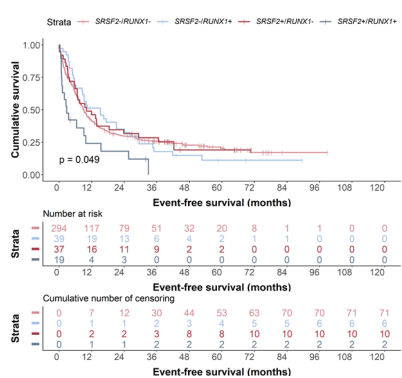 Strata SRSF2-/RUNX1- SRSF2-/RUNX1+ SRSF2+/RUNX1- SRSF2+/RUNX1+
Cumulative survival
1.00
0.75
0.50
0.25
0.00
p = 0.049
0 12 24 36 48 60 72 84 96 108 120
Event-free survival (months)
Number at risk
Strata
294 117 79 51 32 20 8 1 1 0 0
39 19 13 6 4 2 1 1 0 0 0
37 16 11 9 2 2 0 0 0 0 0
19 4 3 0 0 0 0 0 0 0 0
0 12 24 36 48 60 72 84 96 108 120
Event-free survival (months)
Cumulative number of censoring
Strata
0 7 12 30 44 53 63 70 70 71 71
0 1 1 2 3 4 5 5 6 6 6
0 2 2 3 8 8 10 10 10 10 10
0 1 1 2 2 2 2 2 2 2 2
0 12 24 36 48 60 72 84 96 108 120
Event-free survival (months)